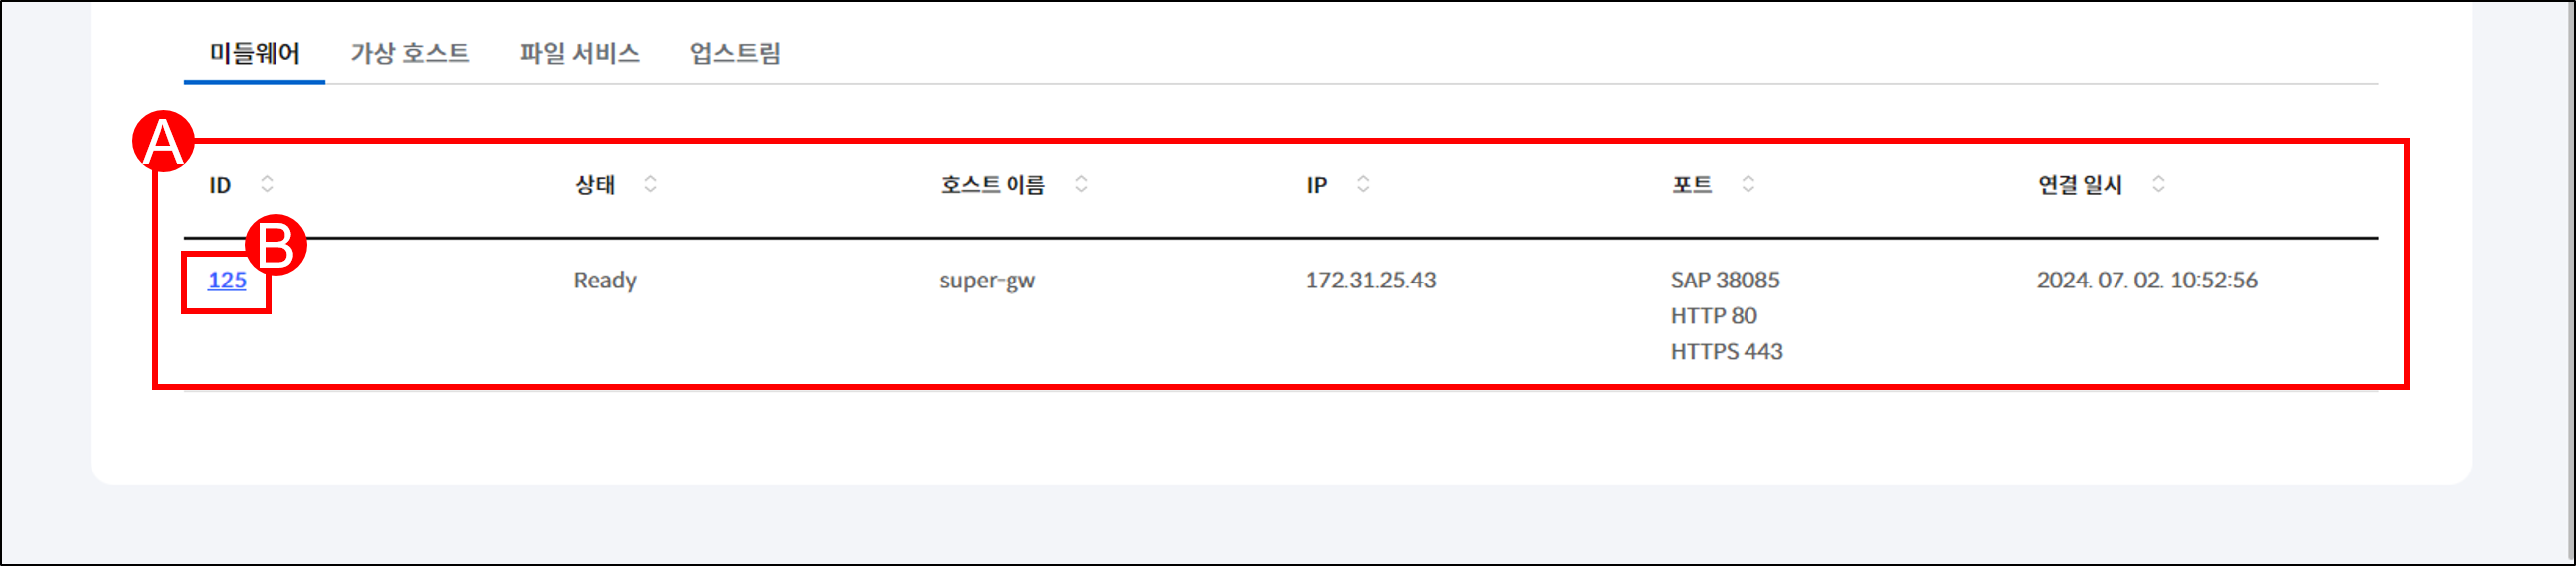 미들웨어 가상 호스트 파일 서비스 업스트림
A
ID 상태 호스트 이름 IP 포트 연결 일시
B
125 Ready super-gw 172.31.25.43 SAP 38085 2024. 07. 02. 10:52:56
HTTP 80
HTTPS 443